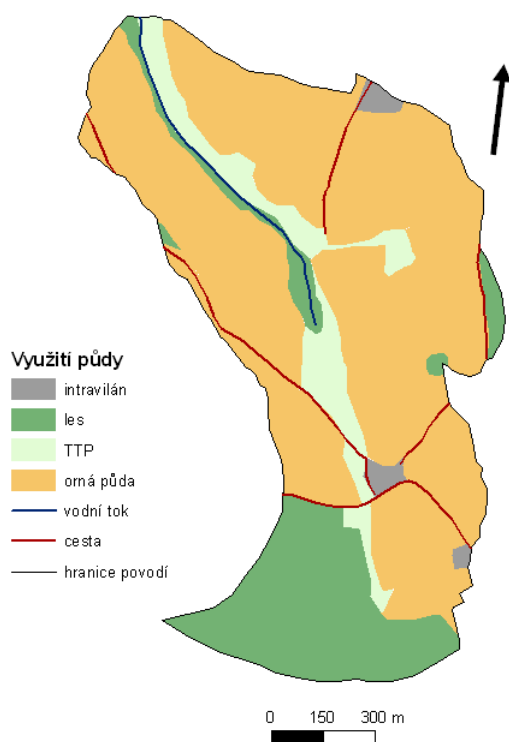 Využití půdy
intravilán
les
TTP
orná půda
vodní tok
cesta
hranice povodí
0 150 300 m